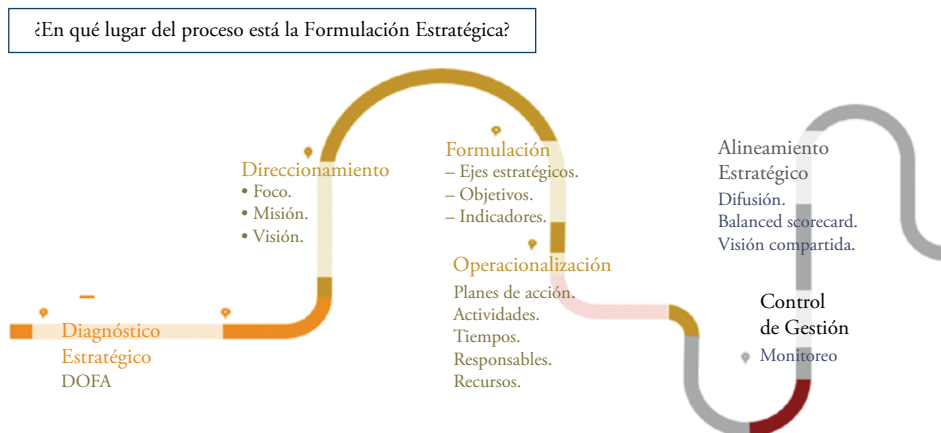 ¿En qué lugar del proceso está la Formulación Estratégica?
Direccionamiento
• Foco.
• Misión.
• Visión.
Formulación
– Ejes estratégicos.
– Objetivos.
– Indicadores.
Operacionalización
Planes de acción.
Actividades.
Tiempos.
Responsables.
Recursos.
Alineamiento
Estratégico
Difusión.
Balanced scorecard.
Visión compartida.
Diagnóstico
Estratégico
DOFA
Control
de Gestión
Monitoreo